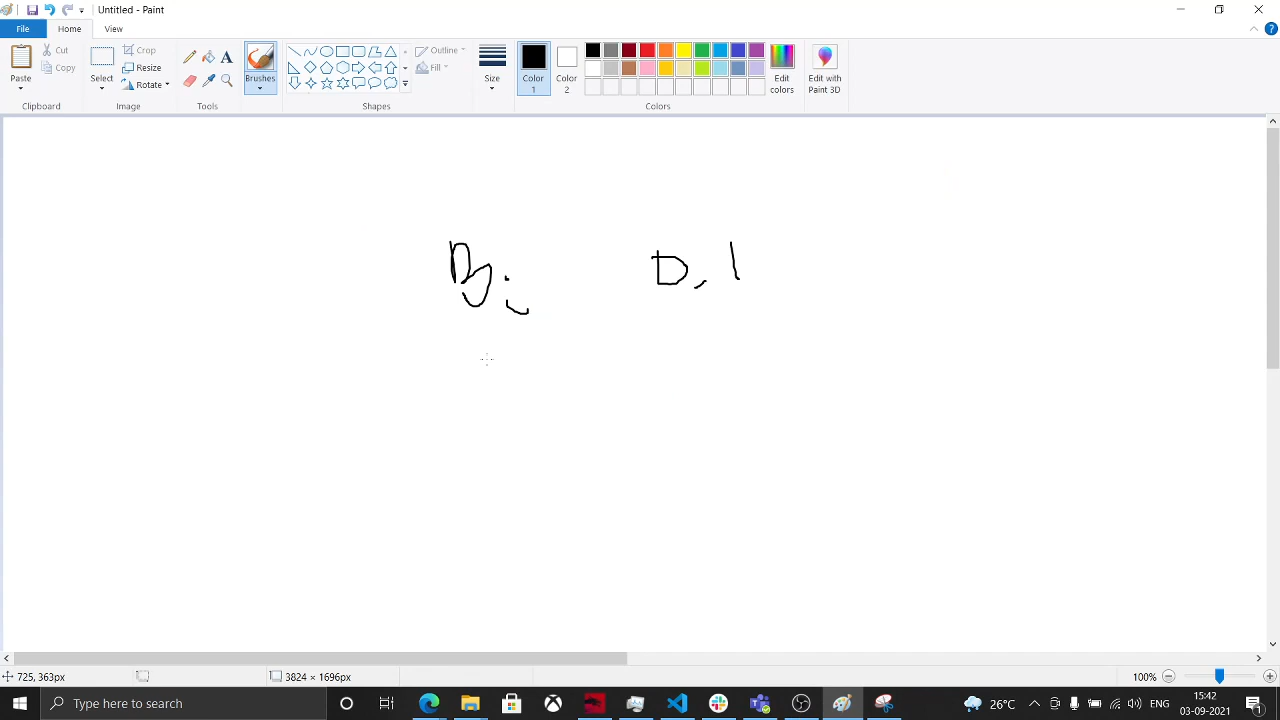 Untitled - Paint
File Home View
Paste Cut Copy Select Crop Resize Rotate Brushes Outline Fill Size Color 1 Color 2 Edit colors Edit with Paint 3D
Clipboard Image Tools Shapes Colors
D, 1
725, 363px 3824 × 1696px 100%
Type here to search 26°C ENG 15:42 03-09-2021 1